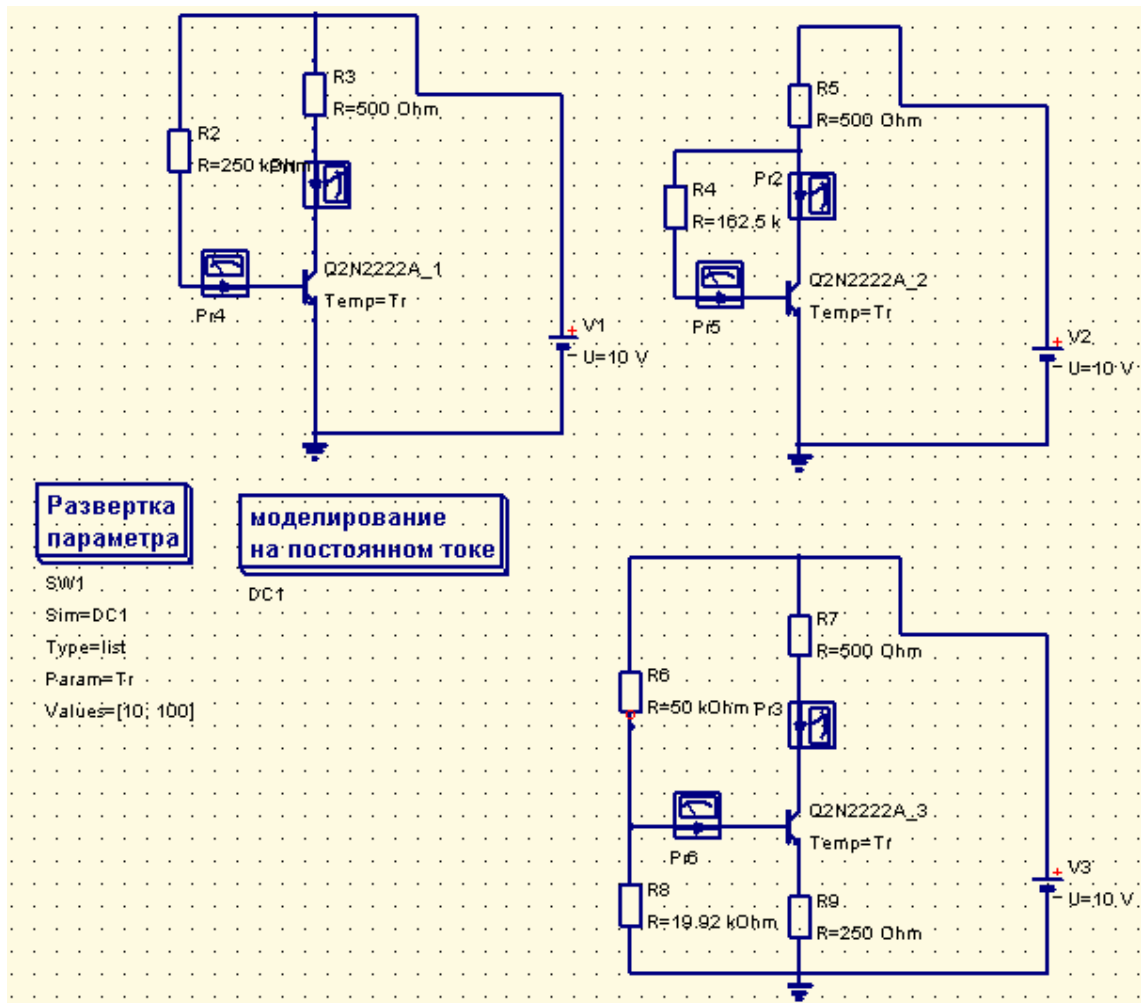 R3
R=500 Ohm
R2
R=250 kOhm
Q2N2222A_1
Temp=Tr
Pr4
V1
U=10 V
R5
R=500 Ohm
Pr2
R4
R=162.5 k
Q2N2222A_2
Temp=Tr
Pr5
V2
U=10 V
Развертка
параметра
SW1
Sim=DC1
Type=list
Param=Tr
Values=[10; 100]
моделирование
на постоянном токе
DC1
R7
R=500 Ohm
R6
R=50 kOhm
Pr3
Q2N2222A_3
Temp=Tr
Pr6
R8
R=19.92 kOhm
R9
R=250 Ohm
V3
U=10 V